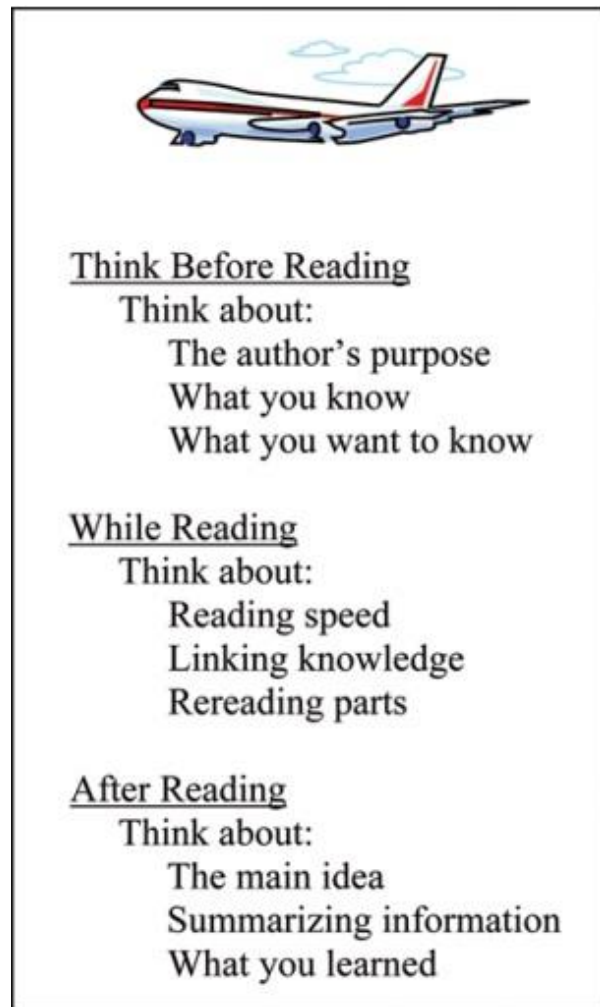 Think Before Reading
Think about:
The author’s purpose
What you know
What you want to know
While Reading
Think about:
Reading speed
Linking knowledge
Rereading parts
After Reading
Think about:
The main idea
Summarizing information
What you learned